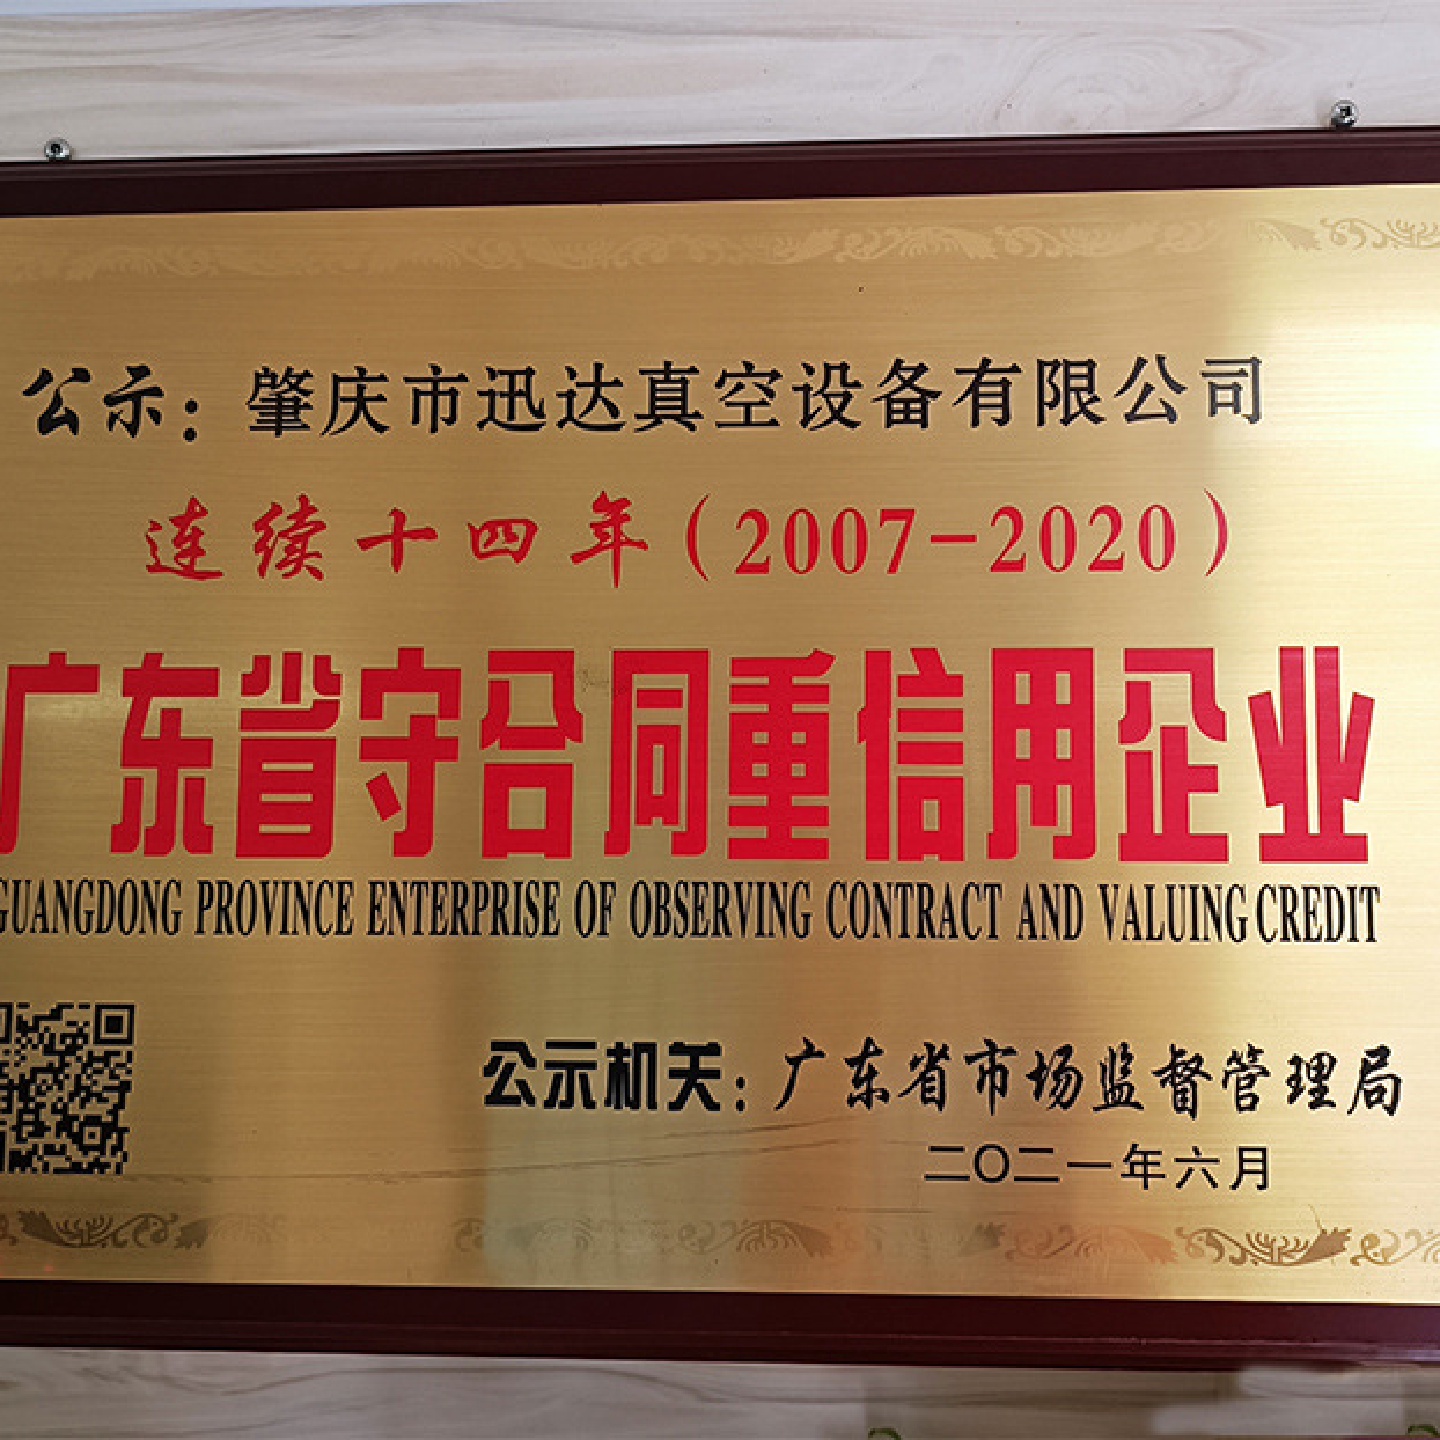 公示：肇庆市迅达真空设备有限公司
连续十四年（2007-2020）
广东省守合同重信用企业
GUANGDONG PROVINCE ENTERPRISE OF OBSERVING CONTRACT AND VALUING CREDIT
公示机关：广东省市场监督管理局
二〇二一年六月